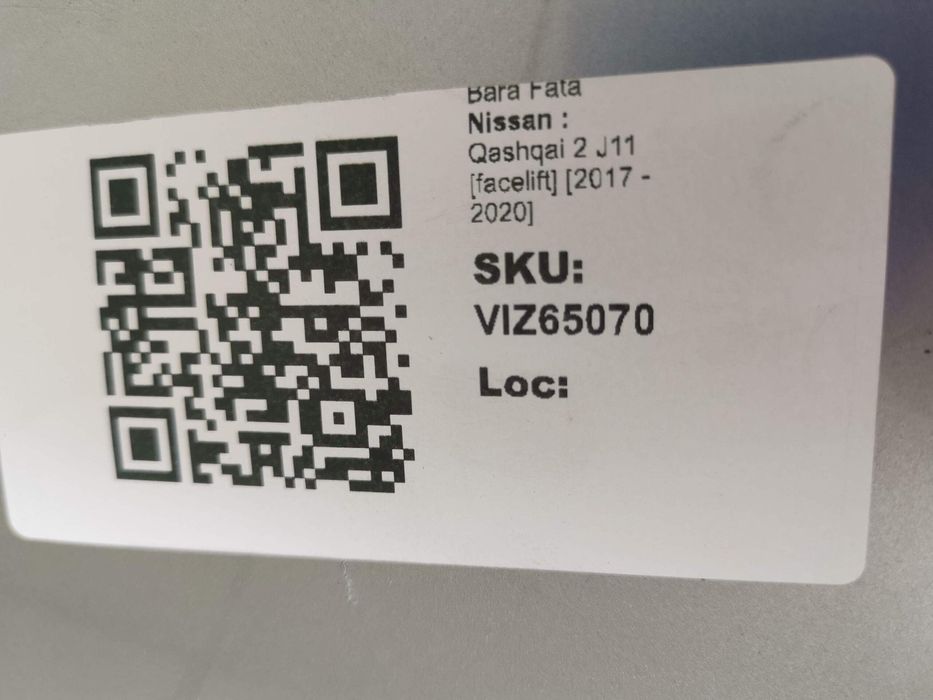 Bara Fata
Nissan :
Qashqai 2 J11
[facelift] [2017 -
2020]
SKU:
VIZ65070
Loc: